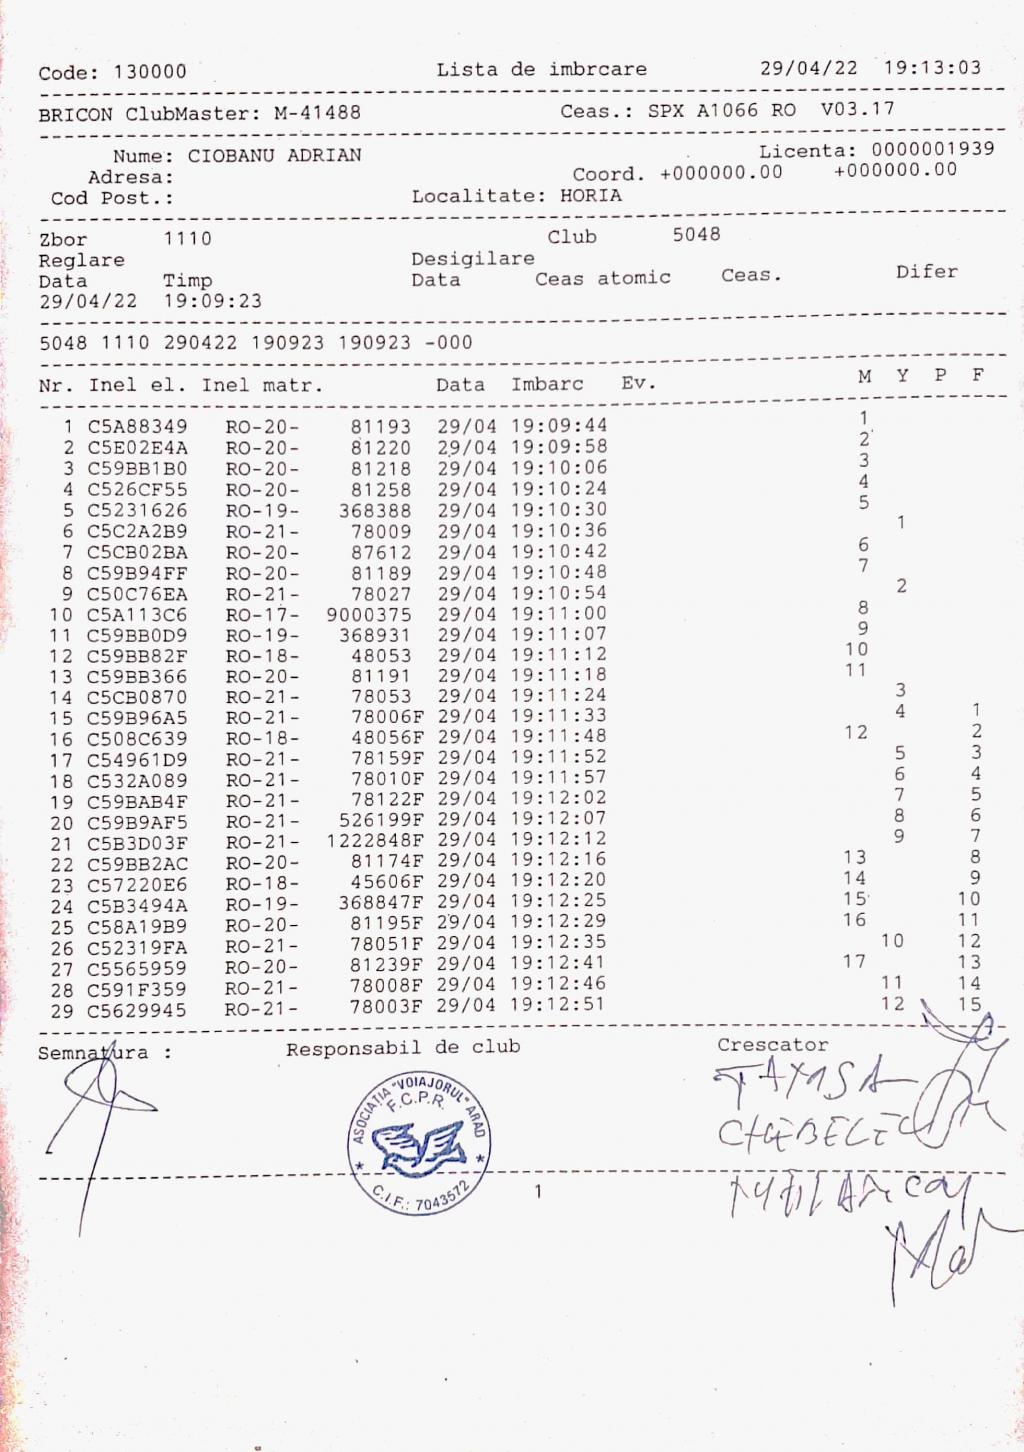 Code: 130000 Lista de imbrcare 29/04/22 19:13:03
BRICON ClubMaster: M-41488 Ceas.: SPX A1066 RO V03.17
Nume: CIOBANU ADRIAN Licenta: 0000001939
Adresa: Coord. +000000.00 +000000.00
Cod Post.: Localitate: HORIA
Zbor 1110 Club 5048
Reglare Desigilare
Data Timp Data Ceas atomic Ceas. Difer
29/04/22 19:09:23
5048 1110 290422 190923 190923 -000
Nr. Inel el. Inel matr. Data Imbarc Ev. M Y P F
1 C5A88349 RO-20- 81193 29/04 19:09:44 1
2 C5E02E4A RO-20- 81220 29/04 19:09:58 2
3 C59BB1B0 RO-20- 81218 29/04 19:10:06 3
4 C526CF55 RO-20- 81258 29/04 19:10:24 4
5 C5231626 RO-19- 368388 29/04 19:10:30 5
6 C5C2A2B9 RO-21- 78009 29/04 19:10:36 1
7 C5CB02BA RO-20- 87612 29/04 19:10:42 6
8 C59B94FF RO-20- 81189 29/04 19:10:48 7
9 C50C76EA RO-21- 78027 29/04 19:10:54 2
10 C5A113C6 RO-17- 9000375 29/04 19:11:00 8
11 C59BB0D9 RO-19- 368931 29/04 19:11:07 9
12 C59BB82F RO-18- 48053 29/04 19:11:12 10
13 C59BB366 RO-20- 81191 29/04 19:11:18 11
14 C5CB0870 RO-21- 78053 29/04 19:11:24 3
15 C59B96A5 RO-21- 78006F 29/04 19:11:33 4 1
16 C508C639 RO-18- 48056F 29/04 19:11:48 12 2
17 C54961D9 RO-21- 78159F 29/04 19:11:52 5 3
18 C532A089 RO-21- 78010F 29/04 19:11:57 6 4
19 C59BAB4F RO-21- 78122F 29/04 19:12:02 7 5
20 C59B9AF5 RO-21- 526199F 29/04 19:12:07 8 6
21 C5B3D03F RO-21- 1222848F 29/04 19:12:12 9 7
22 C59BB2AC RO-20- 81174F 29/04 19:12:16 13 8
23 C57220E6 RO-18- 45606F 29/04 19:12:20 14 9
24 C5B3494A RO-19- 368847F 29/04 19:12:25 15 10
25 C58A19B9 RO-20- 81195F 29/04 19:12:29 16 11
26 C52319FA RO-21- 78051F 29/04 19:12:35 10 12
27 C5565959 RO-20- 81239F 29/04 19:12:41 17 13
28 C591F359 RO-21- 78008F 29/04 19:12:46 11 14
29 C5629945 RO-21- 78003F 29/04 19:12:51 12 15
Semnatura : Responsabil de club Crescator
ASOCIAȚIA "VOIAJORUL" ARAD
F.C.P.R.
C.I.F.: 7043572
1